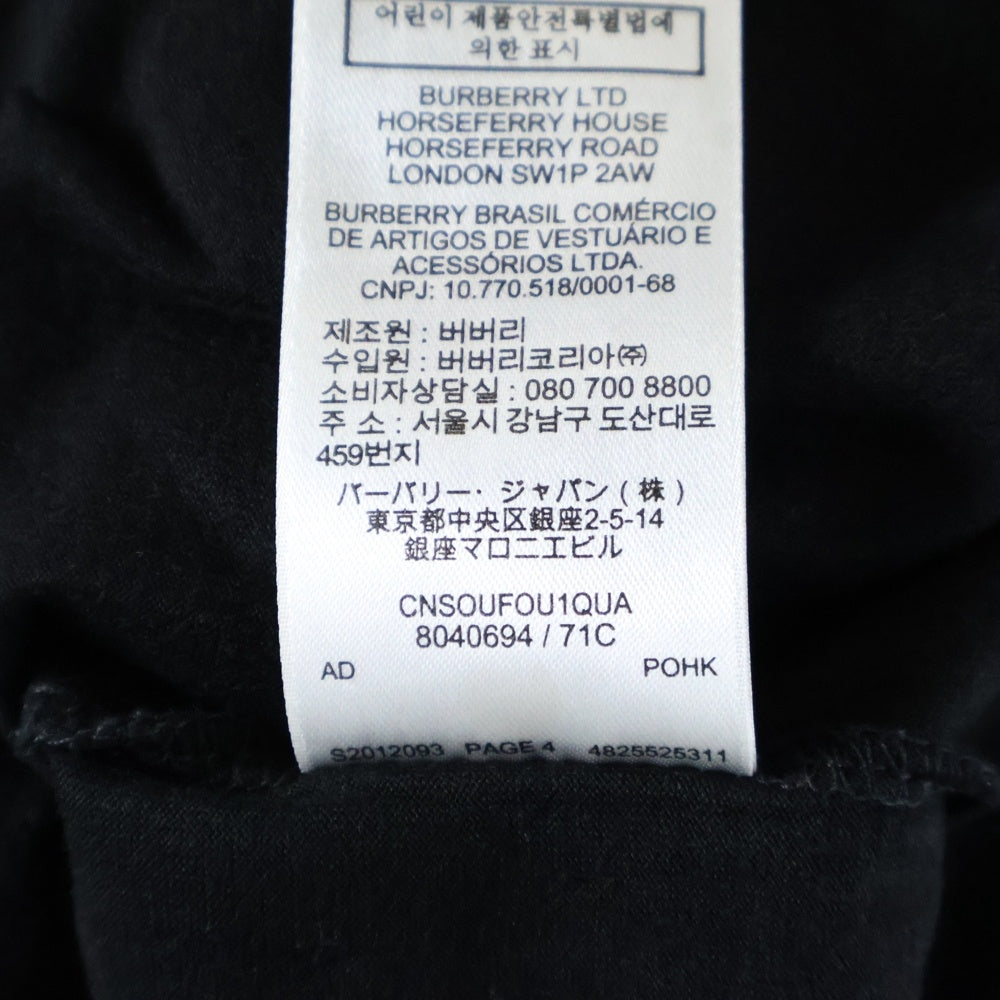 어린이 제품안전특별법에
의한 표시
BURBERRY LTD
HORSEFERRY HOUSE
HORSEFERRY ROAD
LONDON SW1P 2AW
BURBERRY BRASIL COMÉRCIO
DE ARTIGOS DE VESTUÁRIO E
ACESSÓRIOS LTDA.
CNPJ: 10.770.518/0001-68
제조원 : 버버리
수입원 : 버버리코리아㈜
소비자상담실 : 080 700 8800
주 소 : 서울시 강남구 도산대로
459번지
バーバリー・ジャパン ( 株 )
東京都中央区銀座2-5-14
銀座マロニエビル
CNSOUFOU1QUA
8040694 / 71C
AD POHK
S2012093 PAGE 4 4825525311